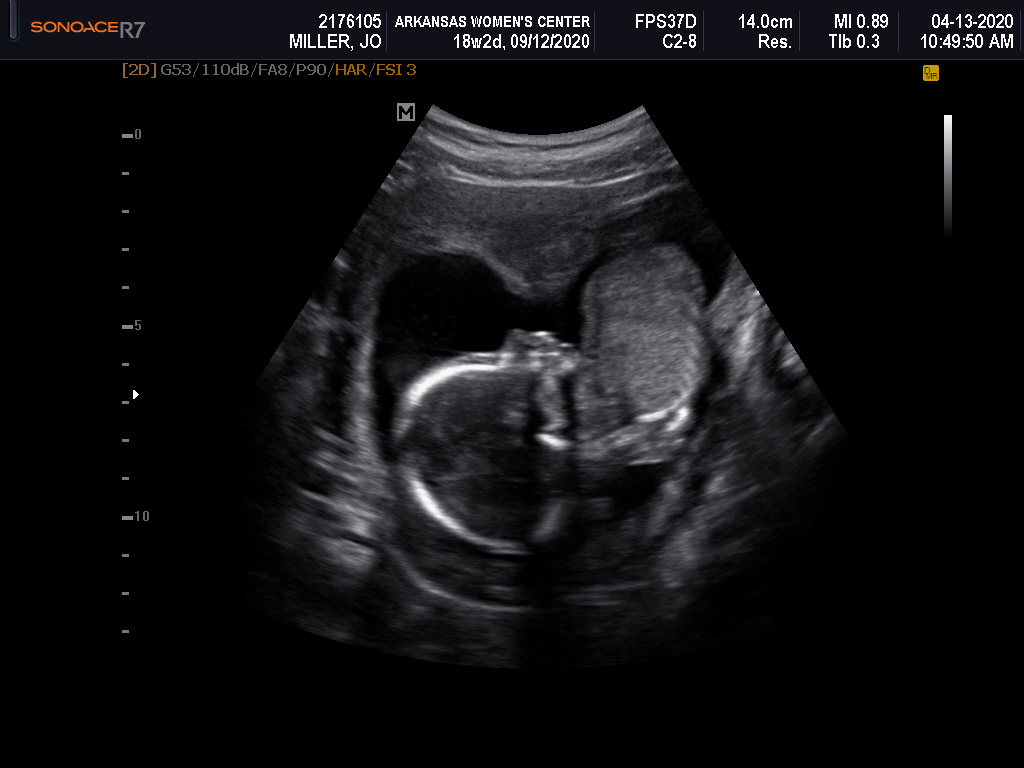 SONOACE R7
2176105
MILLER, JO
ARKANSAS WOMEN'S CENTER
18w2d, 09/12/2020
FPS37D
C2-8
14.0cm
Res.
MI 0.89
TIb 0.3
04-13-2020
10:49:50 AM
[2D] G53/110dB/FA8/P90/HAR/FSI 3
M
0
5
10